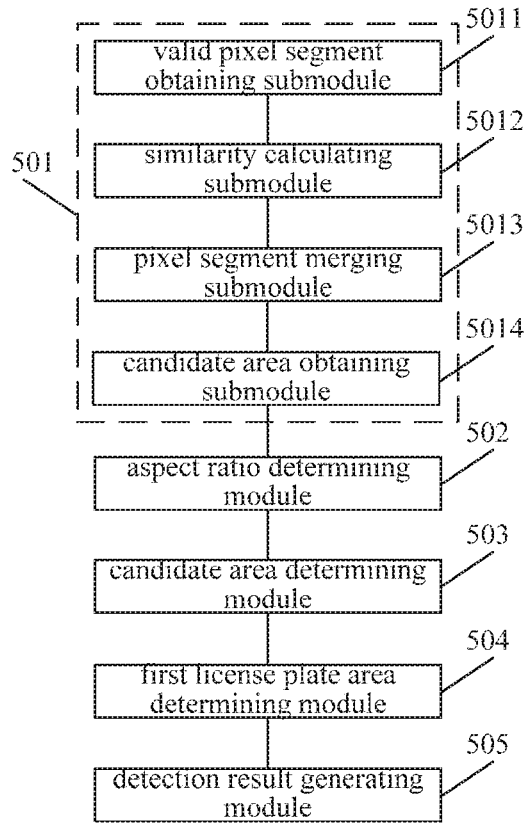 5011
valid pixel segment
obtaining submodule
5012
similarity calculating
submodule
501
5013
pixel segment merging
submodule
5014
candidate area obtaining
submodule
502
aspect ratio determining
module
503
candidate area determining
module
504
first license plate area
determining module
505
detection result generating
module